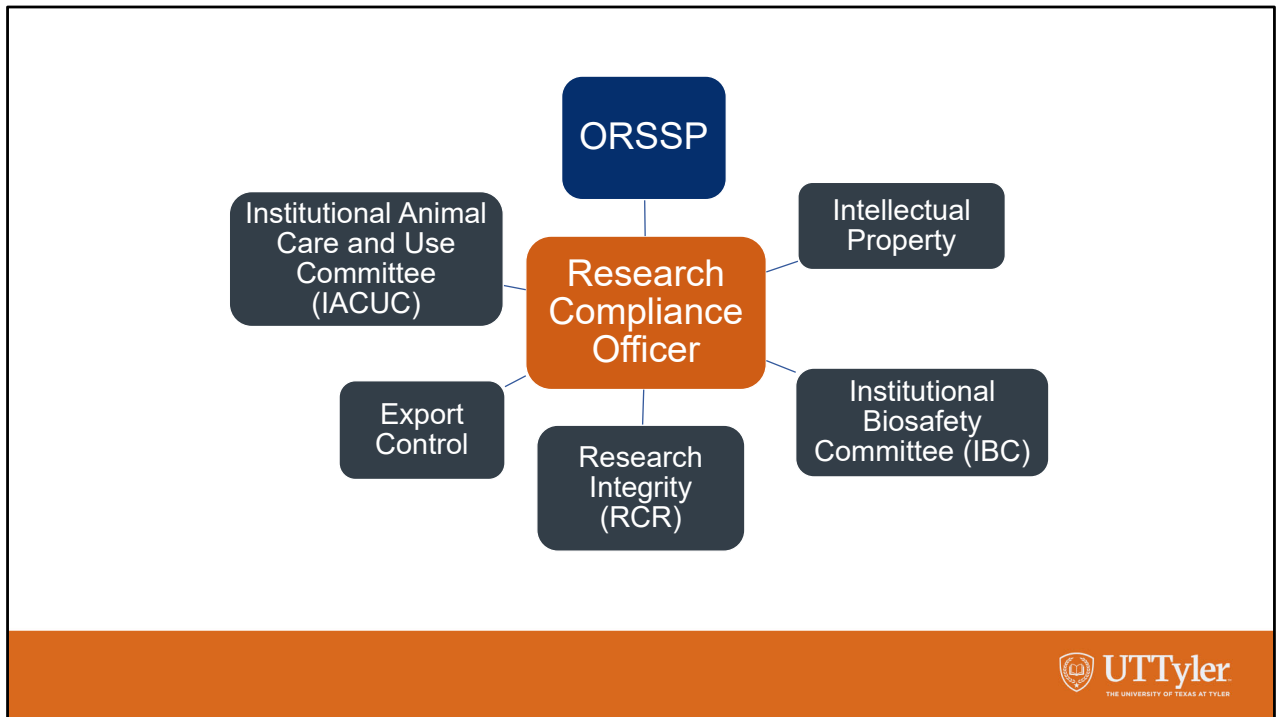 ORSSP
Institutional Animal
Care and Use
Committee
(IACUC)
Intellectual
Property
Research
Compliance
Officer
Export
Control
Research
Integrity
(RCR)
Institutional
Biosafety
Committee (IBC)
UTTyler
THE UNIVERSITY OF TEXAS AT TYLER